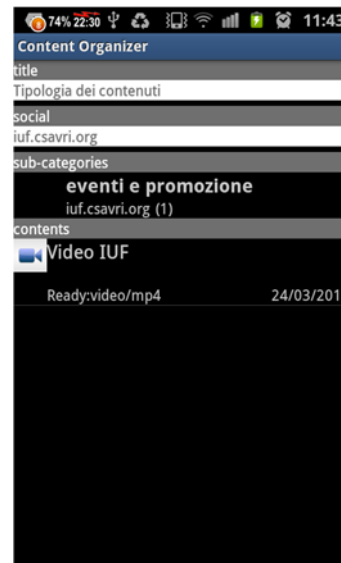 74% 22:30 11:43
Content Organizer
title
Tipologia dei contenuti
social
iuf.csavri.org
sub-categories
eventi e promozione
iuf.csavri.org (1)
contents
Video IUF
Ready:video/mp4 24/03/201